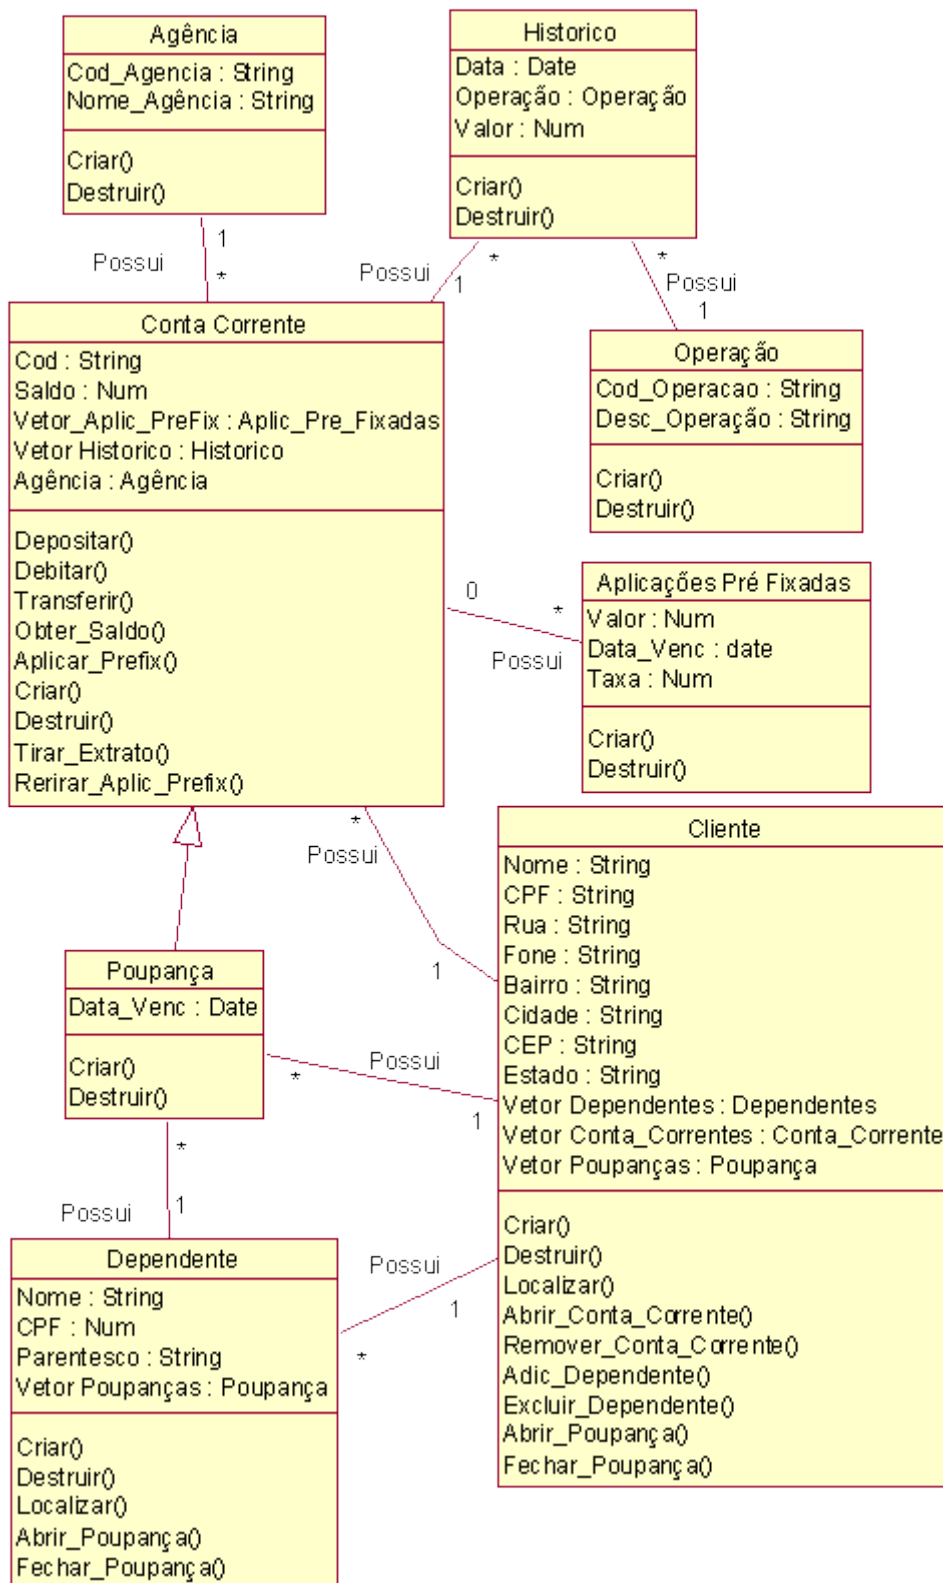 Agência
Cod_Agencia : String
Nome_Agência : String
Criar()
Destruir()
Historico
Data : Date
Operação : Operação
Valor : Num
Criar()
Destruir()
1
Possui
*
*
Possui
1
*
Possui
1
Conta Corrente
Cod : String
Saldo : Num
Vetor_Aplic_PreFix : Aplic_Pre_Fixadas
Vetor Historico : Historico
Agência : Agência
Depositar()
Debitar()
Transferir()
Obter_Saldo()
Aplicar_Prefix()
Criar()
Destruir()
Tirar_Extrato()
Rerirar_Aplic_Prefix()
Operação
Cod_Operacao : String
Desc_Operação : String
Criar()
Destruir()
0
*
Possui
Aplicações Pré Fixadas
Valor : Num
Data_Venc : date
Taxa : Num
Criar()
Destruir()
*
Possui
1
Cliente
Nome : String
CPF : String
Rua : String
Fone : String
Bairro : String
Cidade : String
CEP : String
Estado : String
Vetor Dependentes : Dependentes
Vetor Conta_Correntes : Conta_Corrente
Vetor Poupanças : Poupança
Criar()
Destruir()
Localizar()
Abrir_Conta_Corrente()
Remover_Conta_Corrente()
Adic_Dependente()
Excluir_Dependente()
Abrir_Poupança()
Fechar_Poupança()
Poupança
Data_Venc : Date
Criar()
Destruir()
Possui
*
1
*
1
Possui
Dependente
Nome : String
CPF : Num
Parentesco : String
Vetor Poupanças : Poupança
Criar()
Destruir()
Localizar()
Abrir_Poupança()
Fechar_Poupança()
Possui
1
*